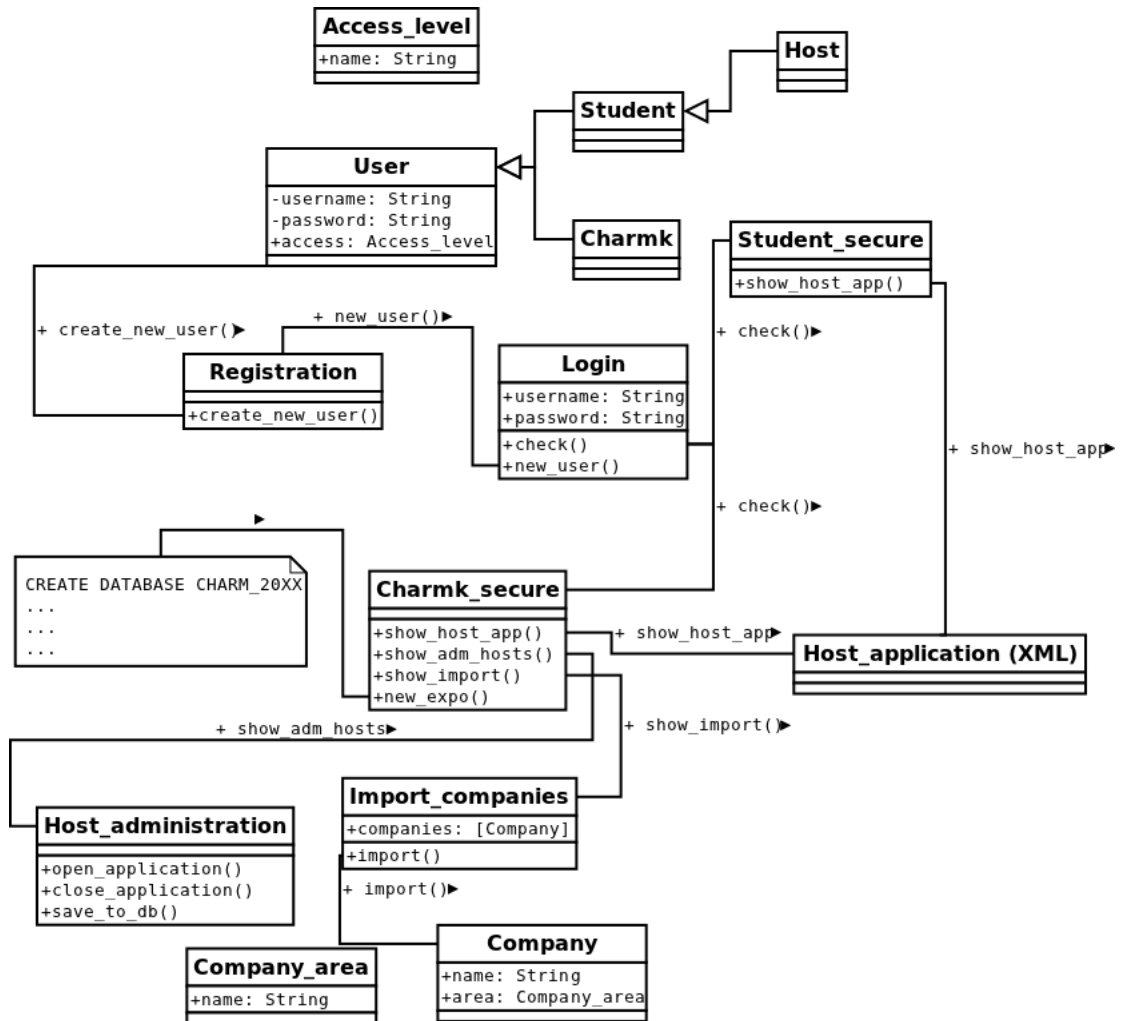 Access_level
+name: String
Host
Student
User
-username: String
-password: String
+access: Access_level
Charmk
Student_secure
+show_host_app()
+ create_new_user()
+ new_user()
+ check()
Registration
+create_new_user()
Login
+username: String
+password: String
+check()
+new_user()
+ show_host_app
+ check()
CREATE DATABASE CHARM_20XX
...
...
...
Charmk_secure
+show_host_app()
+show_adm_hosts()
+show_import()
+new_expo()
+ show_host_app
Host_application (XML)
+ show_adm_hosts
+ show_import()
Import_companies
+companies: [Company]
+import()
Host_administration
+open_application()
+close_application()
+save_to_db()
+ import()
Company
+name: String
+area: Company_area
Company_area
+name: String